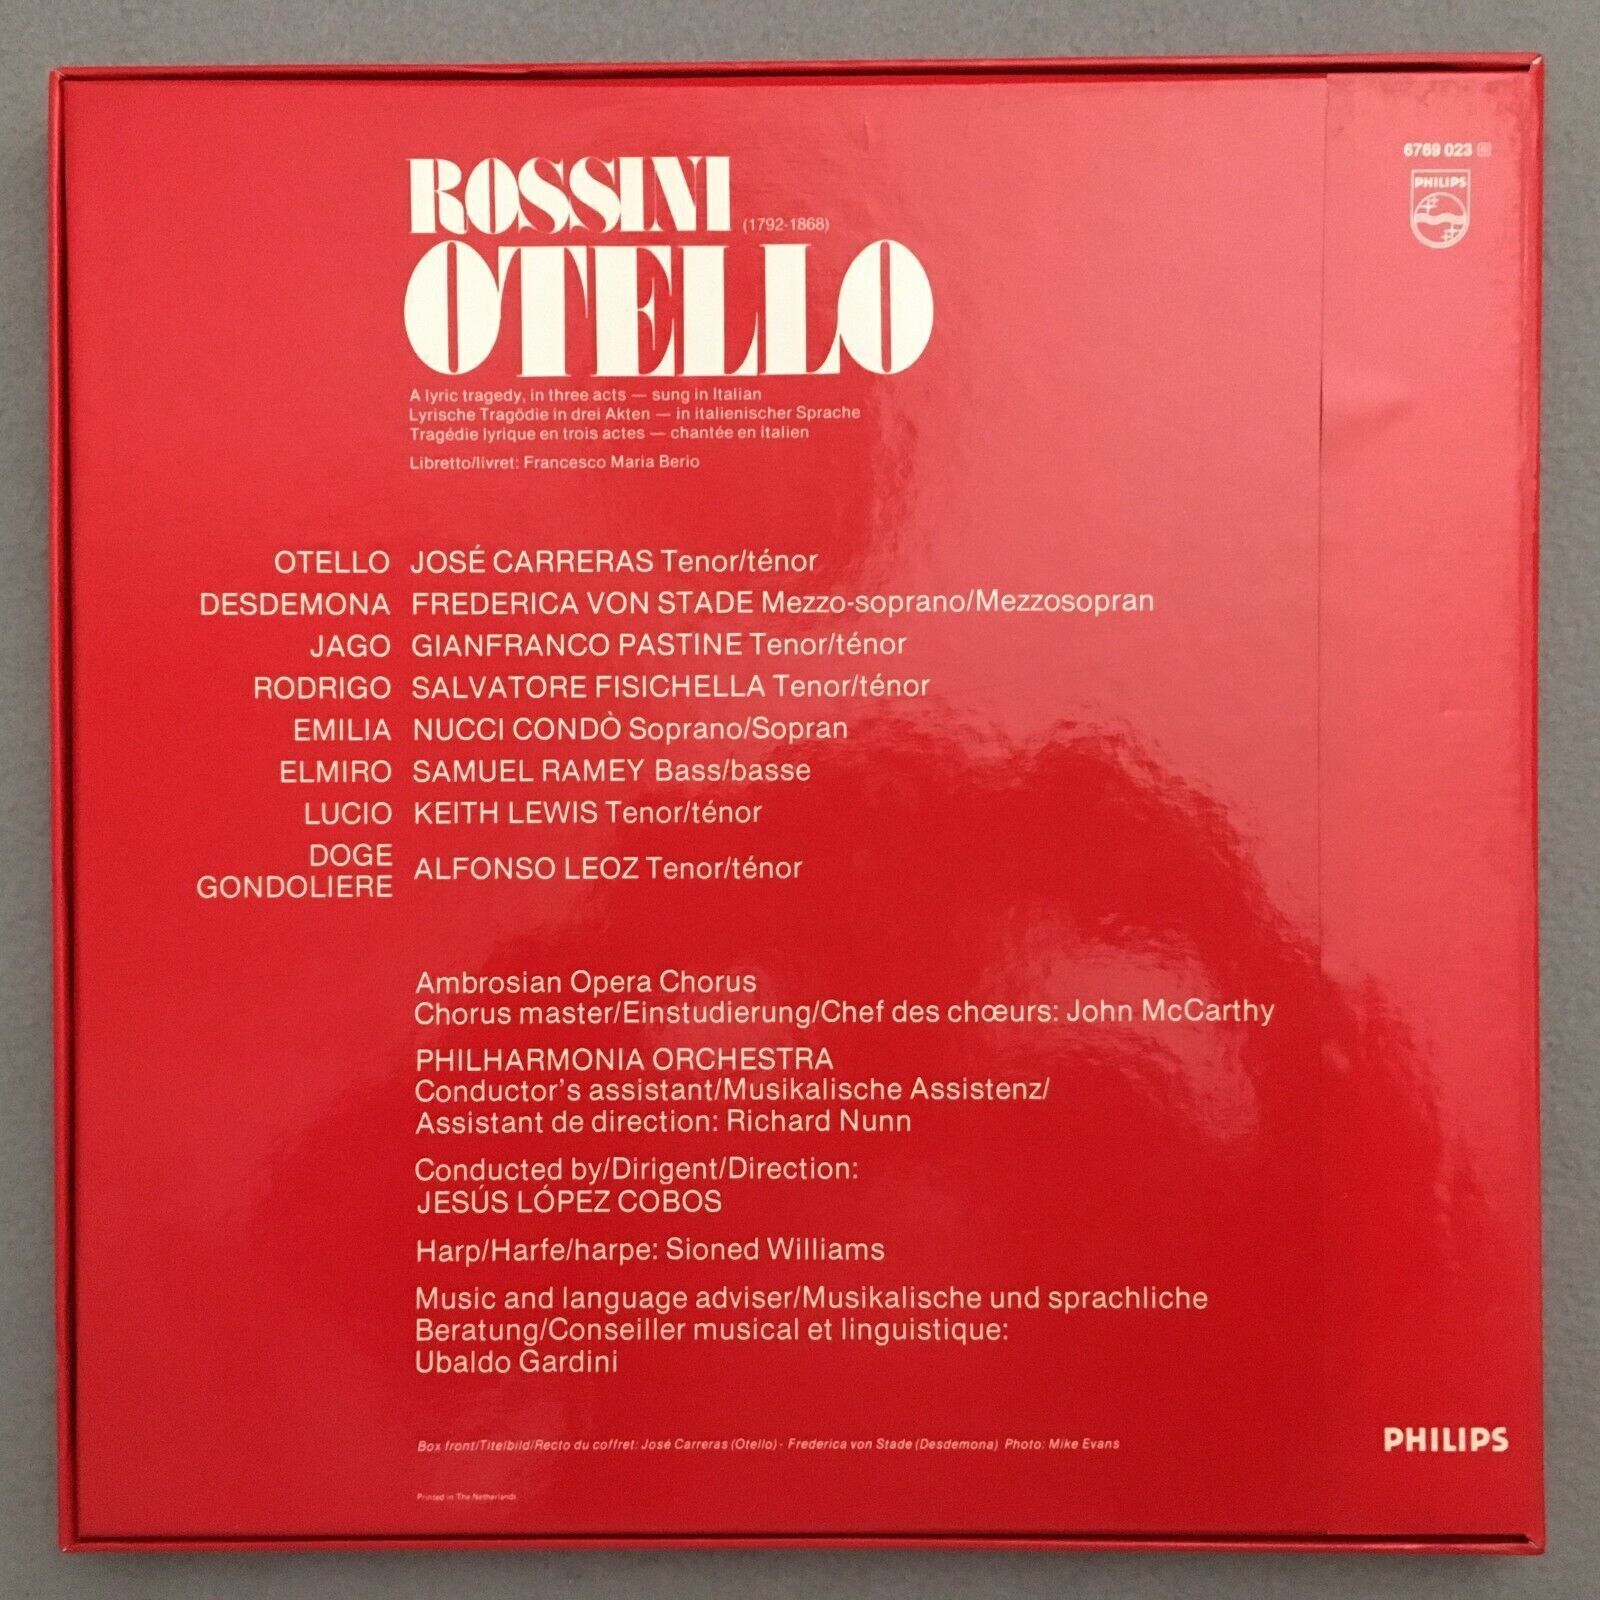 6769 023
PHILIPS
ROSSINI (1792-1868)
OTELLO
A lyric tragedy, in three acts — sung in Italian
Lyrische Tragödie in drei Akten — in italienischer Sprache
Tragédie lyrique en trois actes — chantée en italien
Libretto/livret: Francesco Maria Berio
OTELLO JOSÉ CARRERAS Tenor/ténor
DESDEMONA FREDERICA VON STADE Mezzo-soprano/Mezzosopran
JAGO GIANFRANCO PASTINE Tenor/ténor
RODRIGO SALVATORE FISICHELLA Tenor/ténor
EMILIA NUCCI CONDÒ Soprano/Sopran
ELMIRO SAMUEL RAMEY Bass/basse
LUCIO KEITH LEWIS Tenor/ténor
DOGE
GONDOLIERE ALFONSO LEOZ Tenor/ténor
Ambrosian Opera Chorus
Chorus master/Einstudierung/Chef des chœurs: John McCarthy
PHILHARMONIA ORCHESTRA
Conductor's assistant/Musikalische Assistenz/
Assistant de direction: Richard Nunn
Conducted by/Dirigent/Direction:
JESÚS LÓPEZ COBOS
Harp/Harfe/harpe: Sioned Williams
Music and language adviser/Musikalische und sprachliche
Beratung/Conseiller musical et linguistique:
Ubaldo Gardini
Box front/Titelbild/Recto du coffret: José Carreras (Otello) - Frederica von Stade (Desdemona) Photo: Mike Evans
PHILIPS
Printed in The Netherlands